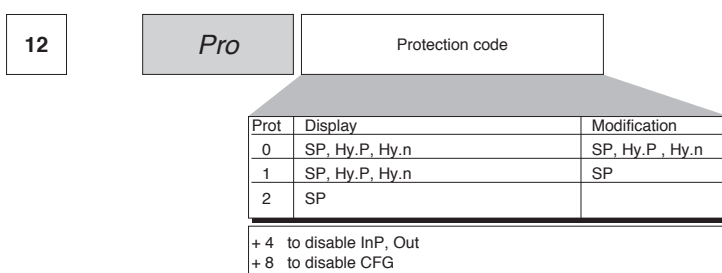 12 Pro Protection code
Prot Display Modification
0 SP, Hy.P, Hy.n SP, Hy.P , Hy.n
1 SP, Hy.P, Hy.n SP
2 SP
+ 4 to disable InP, Out
+ 8 to disable CFG